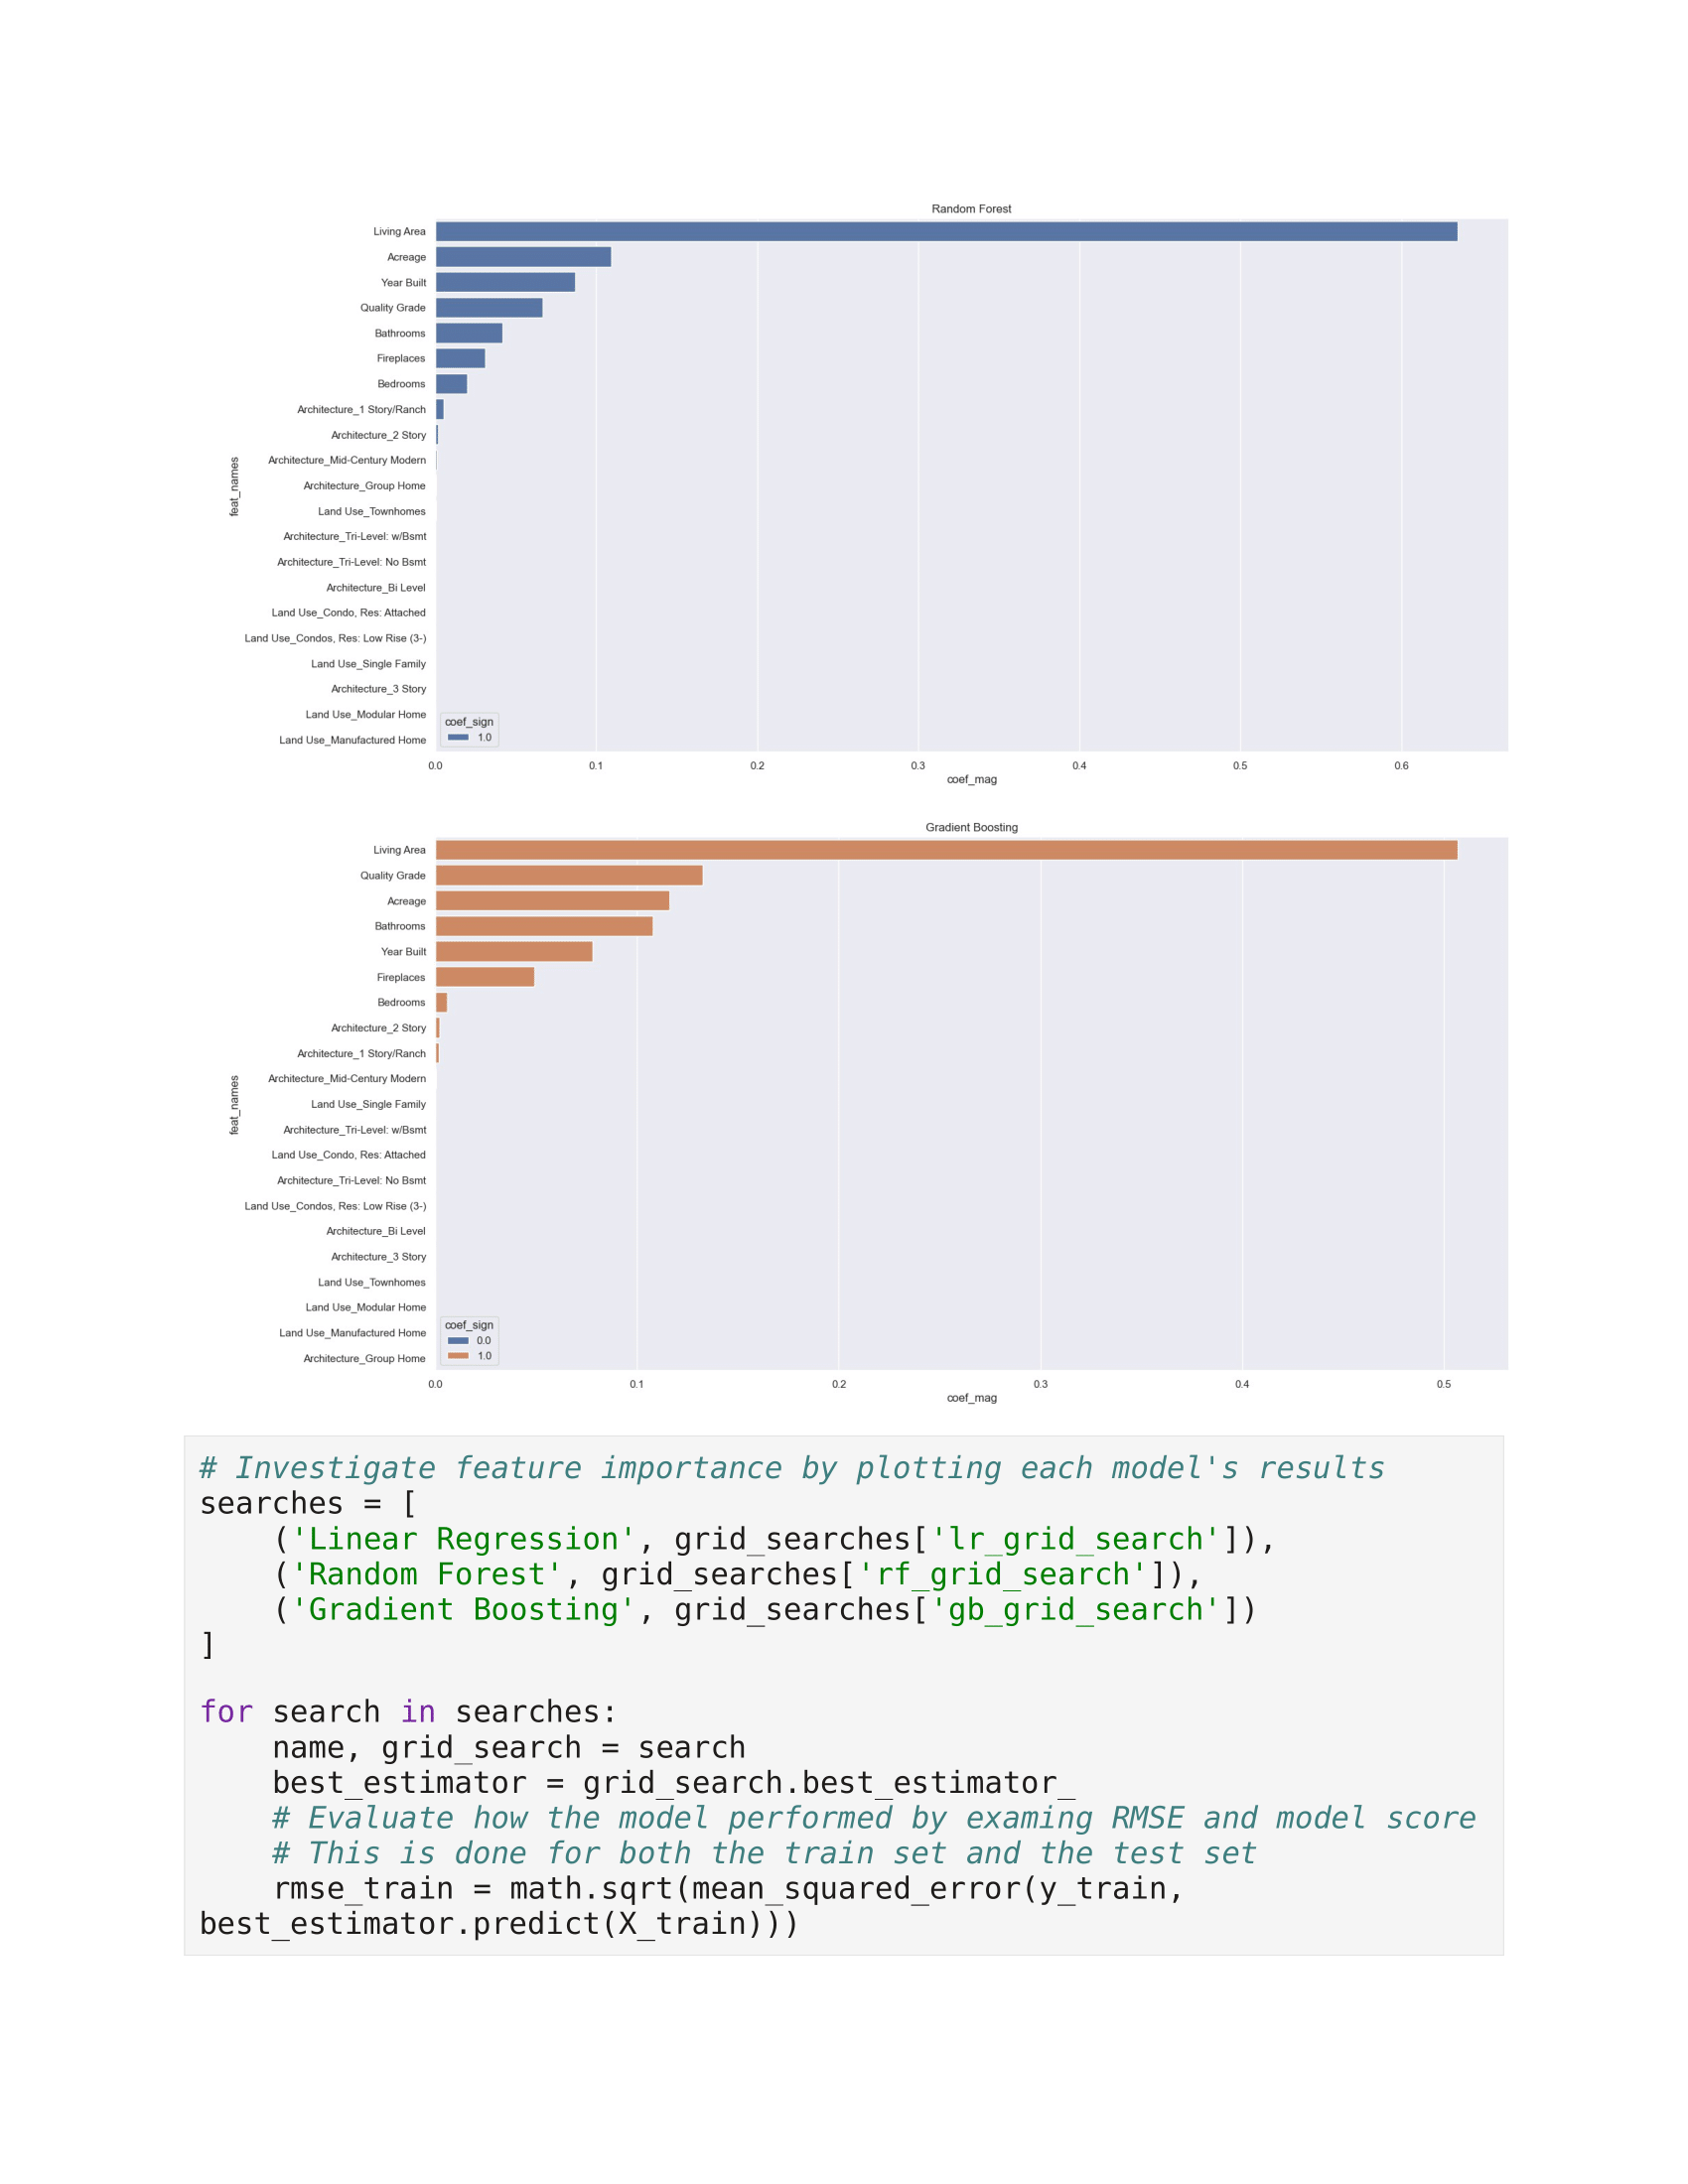 Random Forest
Living Area
Acreage
Year Built
Quality Grade
Bathrooms
Fireplaces
Bedrooms
Architecture_1 Story/Ranch
Architecture_2 Story
Architecture_Mid-Century Modern
Architecture_Group Home
Land Use_Townhomes
Architecture_Tri-Level: w/Bsmt
Architecture_Tri-Level: No Bsmt
Architecture_Bi Level
Land Use_Condo, Res: Attached
Land Use_Condos, Res: Low Rise (3-)
Land Use_Single Family
Architecture_3 Story
Land Use_Modular Home
Land Use_Manufactured Home
feat_names
coef_sign
1.0
0.0 0.1 0.2 0.3 0.4 0.5 0.6
coef_mag
Gradient Boosting
Living Area
Quality Grade
Acreage
Bathrooms
Year Built
Fireplaces
Bedrooms
Architecture_2 Story
Architecture_1 Story/Ranch
Architecture_Mid-Century Modern
Land Use_Single Family
Architecture_Tri-Level: w/Bsmt
Land Use_Condo, Res: Attached
Architecture_Tri-Level: No Bsmt
Land Use_Condos, Res: Low Rise (3-)
Architecture_Bi Level
Architecture_3 Story
Land Use_Townhomes
Land Use_Modular Home
Land Use_Manufactured Home
Architecture_Group Home
feat_names
coef_sign
0.0
1.0
0.0 0.1 0.2 0.3 0.4 0.5
coef_mag
# Investigate feature importance by plotting each model's results
searches = [
    ('Linear Regression', grid_searches['lr_grid_search']),
    ('Random Forest', grid_searches['rf_grid_search']),
    ('Gradient Boosting', grid_searches['gb_grid_search'])
]
for search in searches:
    name, grid_search = search
    best_estimator = grid_search.best_estimator_
    # Evaluate how the model performed by examing RMSE and model score
    # This is done for both the train set and the test set
    rmse_train = math.sqrt(mean_squared_error(y_train,
best_estimator.predict(X_train)))